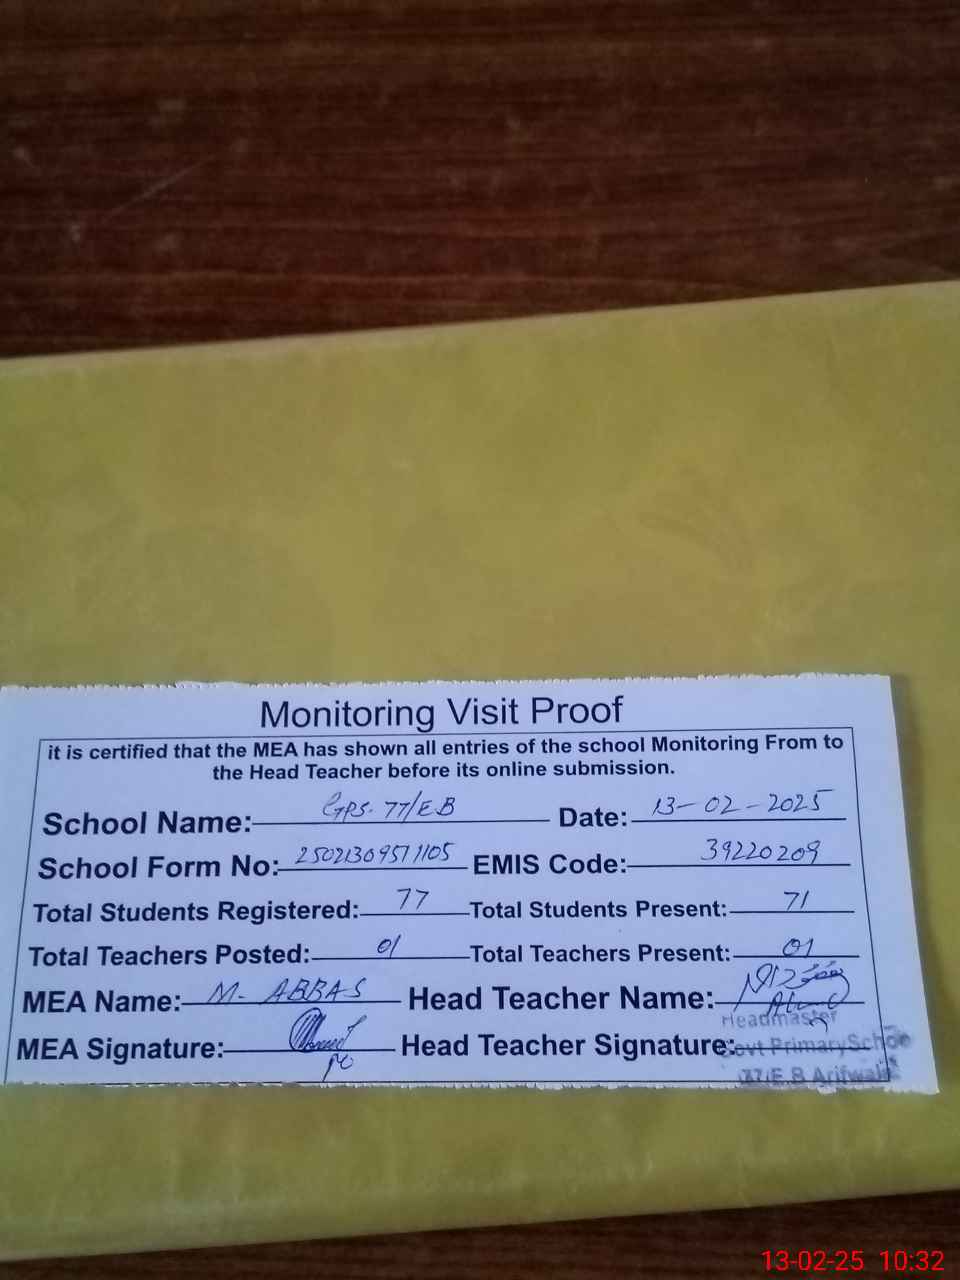 Monitoring Visit Proof
it is certified that the MEA has shown all entries of the school Monitoring From to
the Head Teacher before its online submission.
School Name: GPS. 77/EB Date: 13-02-2025
School Form No: 25021309571105 EMIS Code: 39220209
Total Students Registered: 77 Total Students Present: 71
Total Teachers Posted: 01 Total Teachers Present: 01
MEA Name: M. ABBAS Head Teacher Name:
Headmaster
MEA Signature: Head Teacher Signature: Govt Primary Schoo
77/E.B Arifwala
13-02-25 10:32